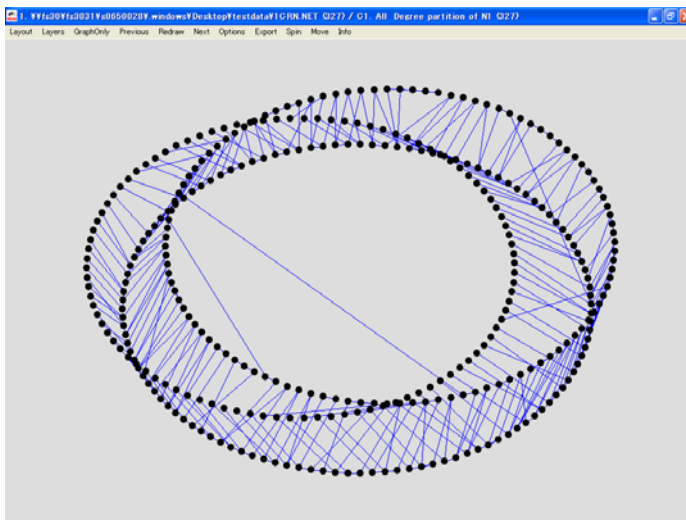 1. ¥¥fs30¥fs3031¥s0650028¥.windows¥Desktop¥testdata¥1CRN.NET (327) / C1. All Degree partition of N1 (327)
Layout Layers GraphOnly Previous Redraw Next Options Export Spin Move Info